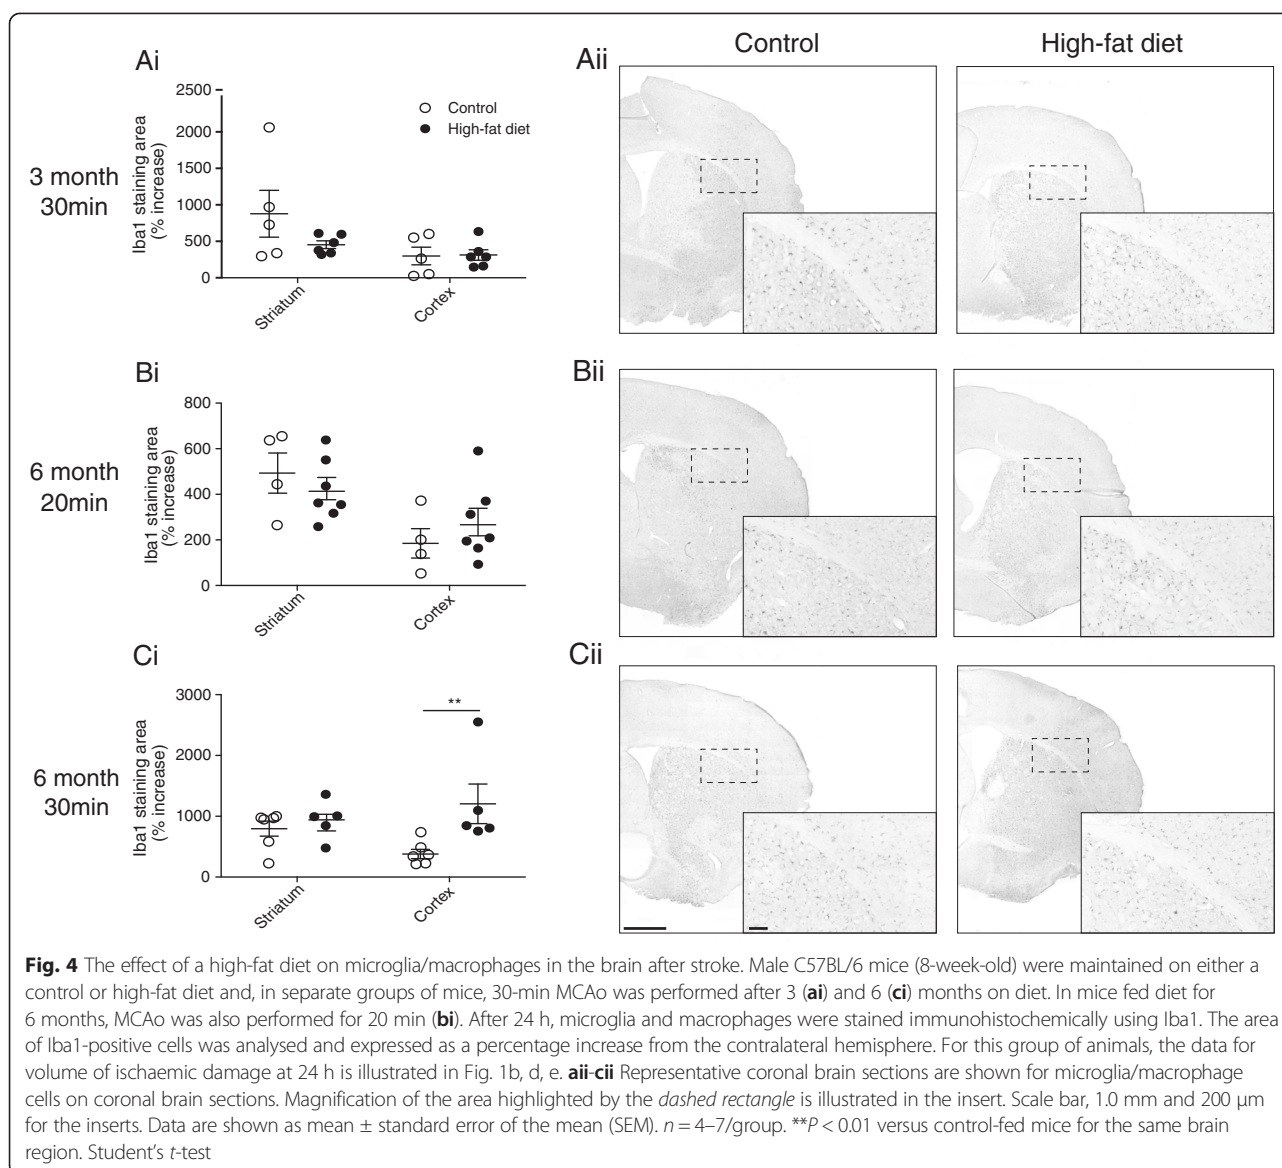 Control
High-fat diet
Ai
Aii
3 month
30min
Iba1 staining area
(% increase)
2500
2000
1500
1000
500
0
Control
High-fat diet
Striatum
Cortex
Bi
Bii
6 month
20min
Iba1 staining area
(% increase)
800
600
400
200
0
Striatum
Cortex
Ci
Cii
6 month
30min
Iba1 staining area
(% increase)
3000
2000
1000
0
**
Striatum
Cortex
Fig. 4 The effect of a high-fat diet on microglia/macrophages in the brain after stroke. Male C57BL/6 mice (8-week-old) were maintained on either a
control or high-fat diet and, in separate groups of mice, 30-min MCAo was performed after 3 (ai) and 6 (ci) months on diet. In mice fed diet for
6 months, MCAo was also performed for 20 min (bi). After 24 h, microglia and macrophages were stained immunohistochemically using Iba1. The area
of Iba1-positive cells was analysed and expressed as a percentage increase from the contralateral hemisphere. For this group of animals, the data for
volume of ischaemic damage at 24 h is illustrated in Fig. 1b, d, e. aii-cii Representative coronal brain sections are shown for microglia/macrophage
cells on coronal brain sections. Magnification of the area highlighted by the dashed rectangle is illustrated in the insert. Scale bar, 1.0 mm and 200 μm
for the inserts. Data are shown as mean ± standard error of the mean (SEM). n = 4–7/group. **P < 0.01 versus control-fed mice for the same brain
region. Student's t-test